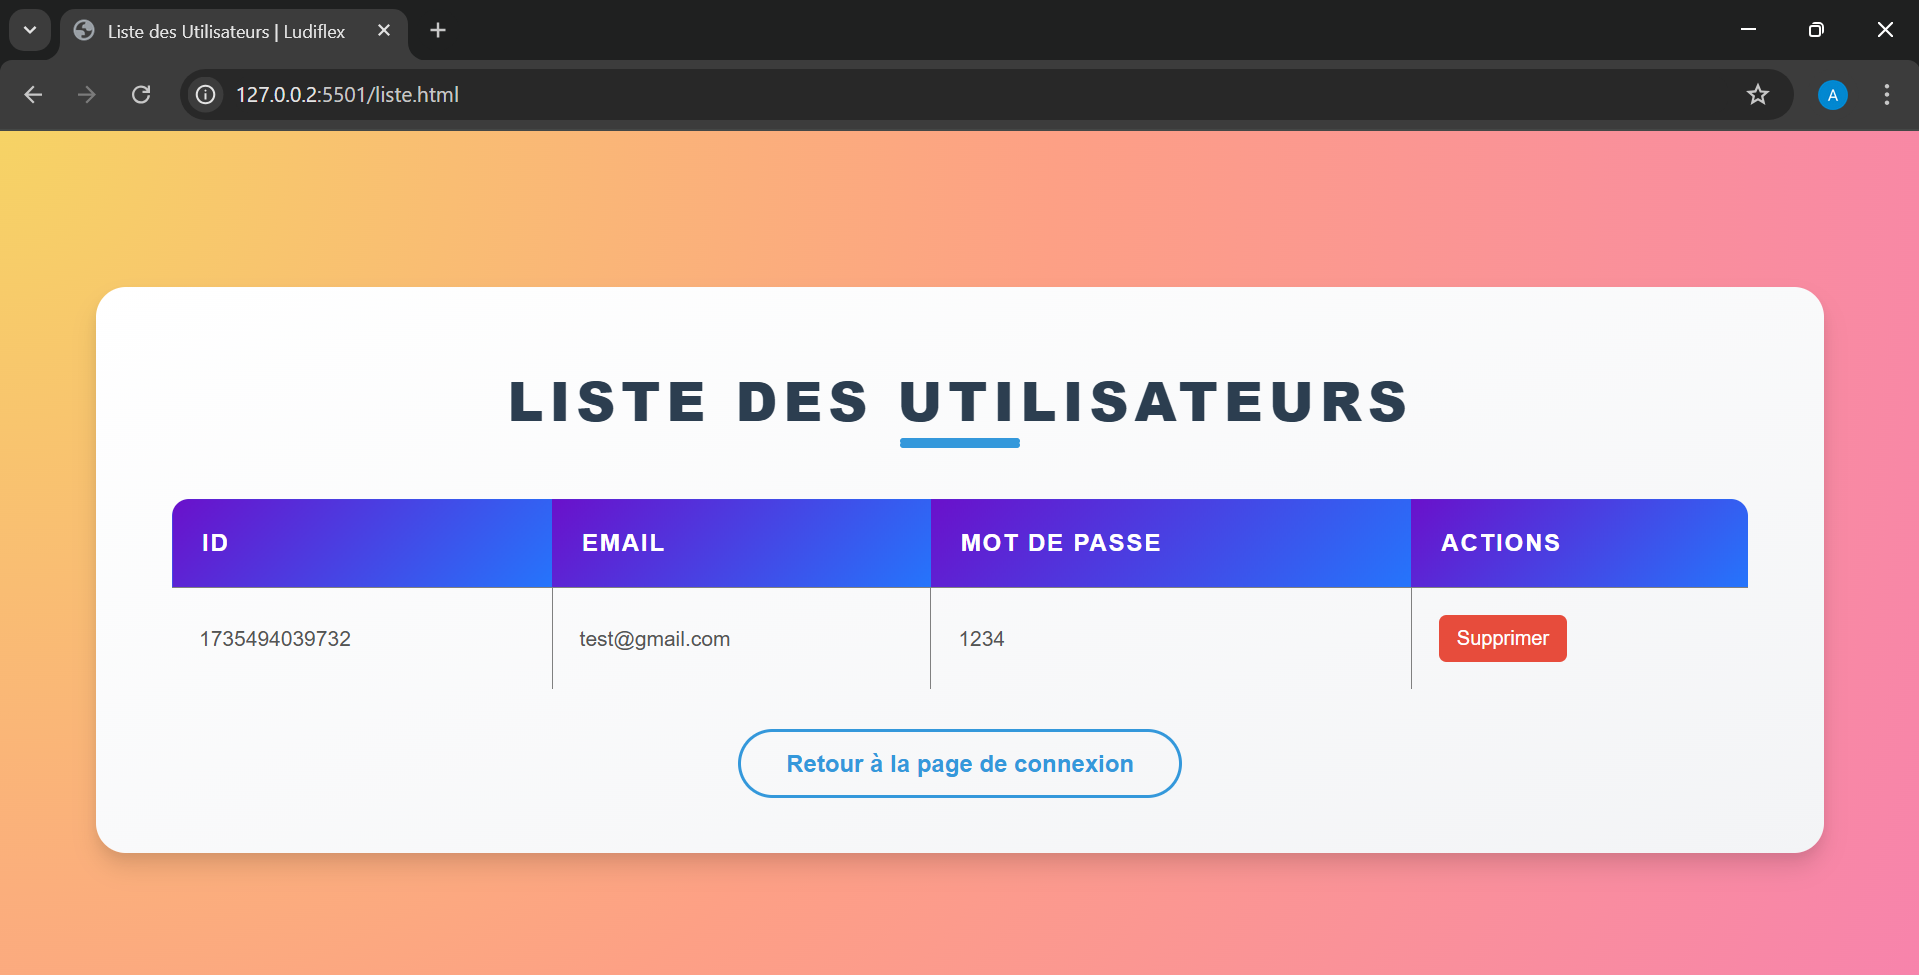 Liste des Utilisateurs | Ludiflex
127.0.0.2:5501/liste.html
A
LISTE DES UTILISATEURS
ID EMAIL MOT DE PASSE ACTIONS
1735494039732 test@gmail.com 1234 Supprimer
Retour à la page de connexion